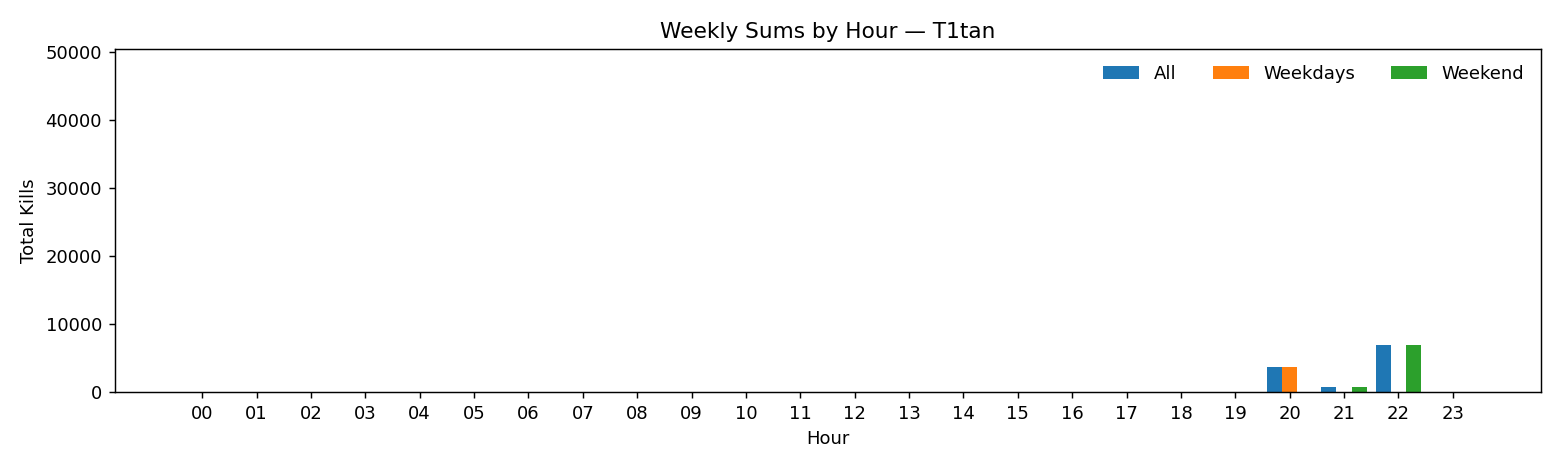 Weekly Sums by Hour — T1tan
All Weekdays Weekend
50000
40000
30000
20000
10000
0
Total Kills
00 01 02 03 04 05 06 07 08 09 10 11 12 13 14 15 16 17 18 19 20 21 22 23
Hour